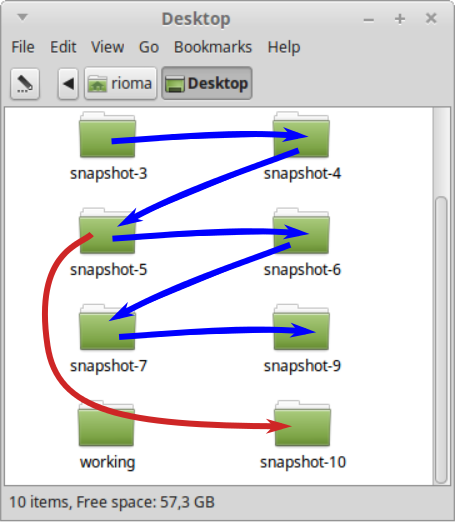 Desktop
File Edit View Go Bookmarks Help
rioma Desktop
snapshot-3 snapshot-4
snapshot-5 snapshot-6
snapshot-7 snapshot-9
working snapshot-10
10 items, Free space: 57,3 GB